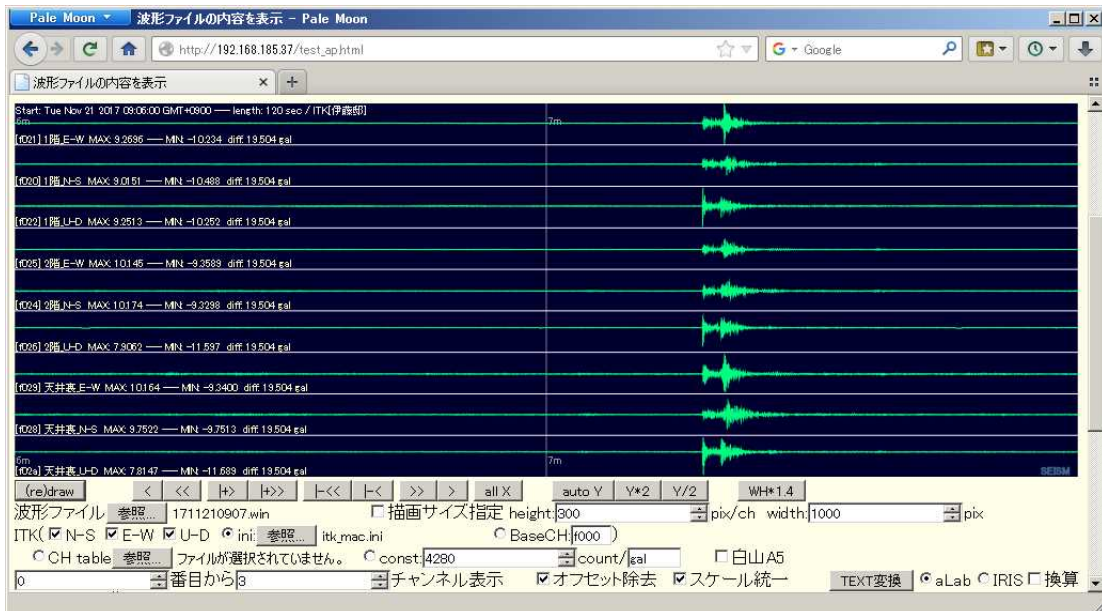 Pale Moon 波形ファイルの内容を表示 - Pale Moon
http://192.168.185.37/test_ap.html Google
波形ファイルの内容を表示
Start: Tue Nov 21 2017 09:06:00 GMT+0900 --- length: 120 sec / ITK[伊藤邸]
6m 7m
[f021] 1階_E-W MAX: 9.2695 --- MIN: -10.234 diff: 19.504 gal
[f020] 1階_N-S MAX: 9.0151 --- MIN: -10.488 diff: 19.504 gal
[f022] 1階_U-D MAX: 9.2513 --- MIN: -10.252 diff: 19.504 gal
[f025] 2階_E-W MAX: 10.145 --- MIN: -9.3589 diff: 19.504 gal
[f024] 2階_N-S MAX: 10.174 --- MIN: -9.3298 diff: 19.504 gal
[f026] 2階_U-D MAX: 7.9062 --- MIN: -11.597 diff: 19.504 gal
[f029] 天井裏_E-W MAX: 10.164 --- MIN: -9.3400 diff: 19.504 gal
[f028] 天井裏_N-S MAX: 9.7522 --- MIN: -9.7513 diff: 19.504 gal
6m 7m
[f02a] 天井裏_U-D MAX: 7.8147 --- MIN: -11.689 diff: 19.504 gal SEISM
(re)draw < << |+> |+>> |-<< |-< >> > all X auto Y Y*2 Y/2 WH*1.4
波形ファイル 参照... 1711210907.win 描画サイズ指定 height:300 pix/ch width:1000 pix
ITK( N-S E-W U-D ini: 参照... itk_mac.ini BaseCH:f000 )
CH table 参照... ファイルが選択されていません。 const:4280 count/gal 白山A5
0 番目から3 チャンネル表示 オフセット除去 スケール統一 TEXT変換 aLab IRIS 換算